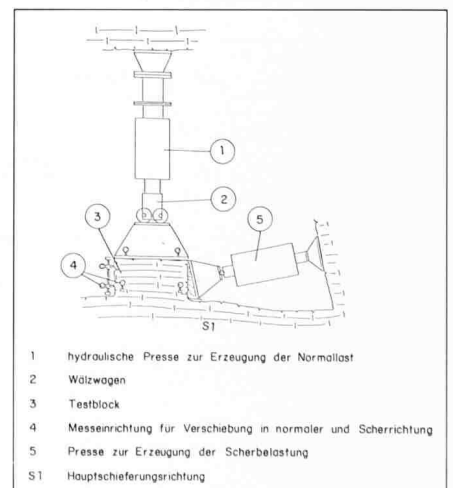 1
2
3
5
4
S1
1 hydraulische Presse zur Erzeugung der Normallast
2 Wälzwagen
3 Testblock
4 Messeinrichtung für Verschiebung in normaler und Scherrichtung
5 Presse zur Erzeugung der Scherbelastung
S1 Hauptschieferungsrichtung